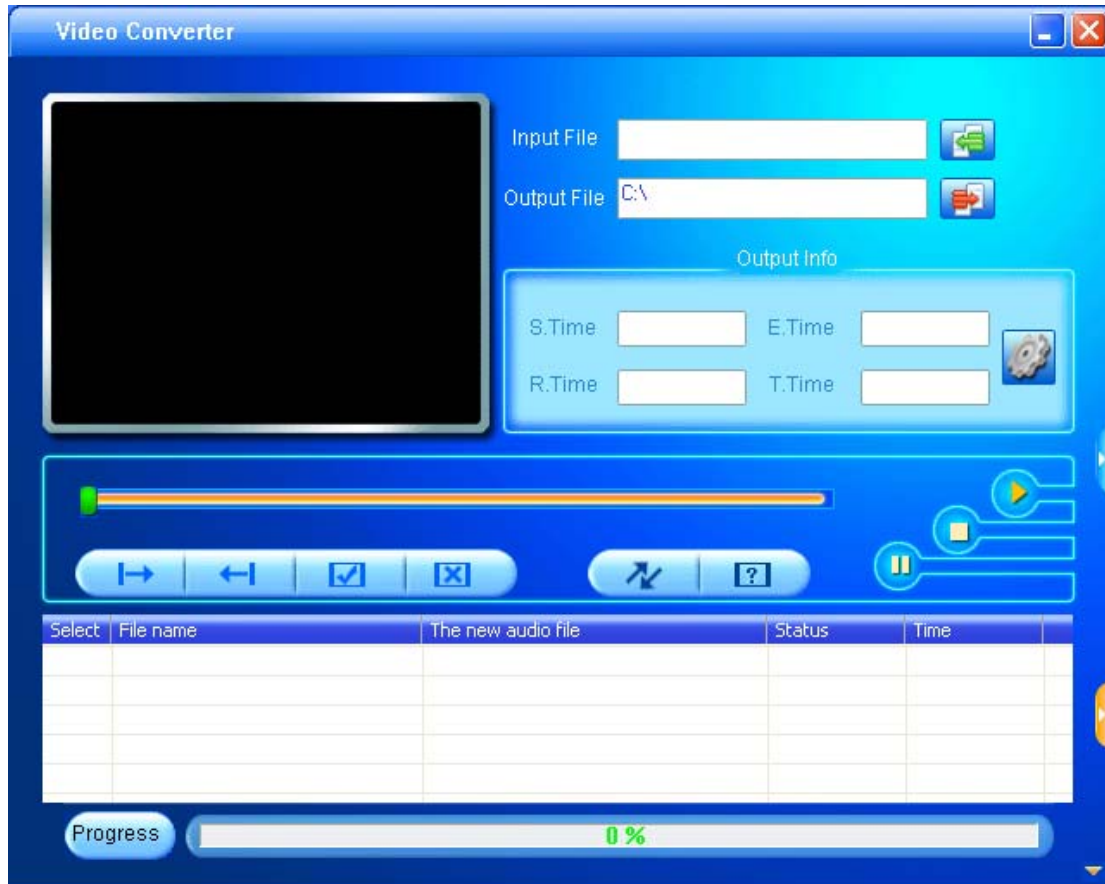 Video Converter
Input File
Output File C:\
Output Info
S.Time E.Time
R.Time T.Time
?
Select File name The new audio file Status Time
Progress 0 %